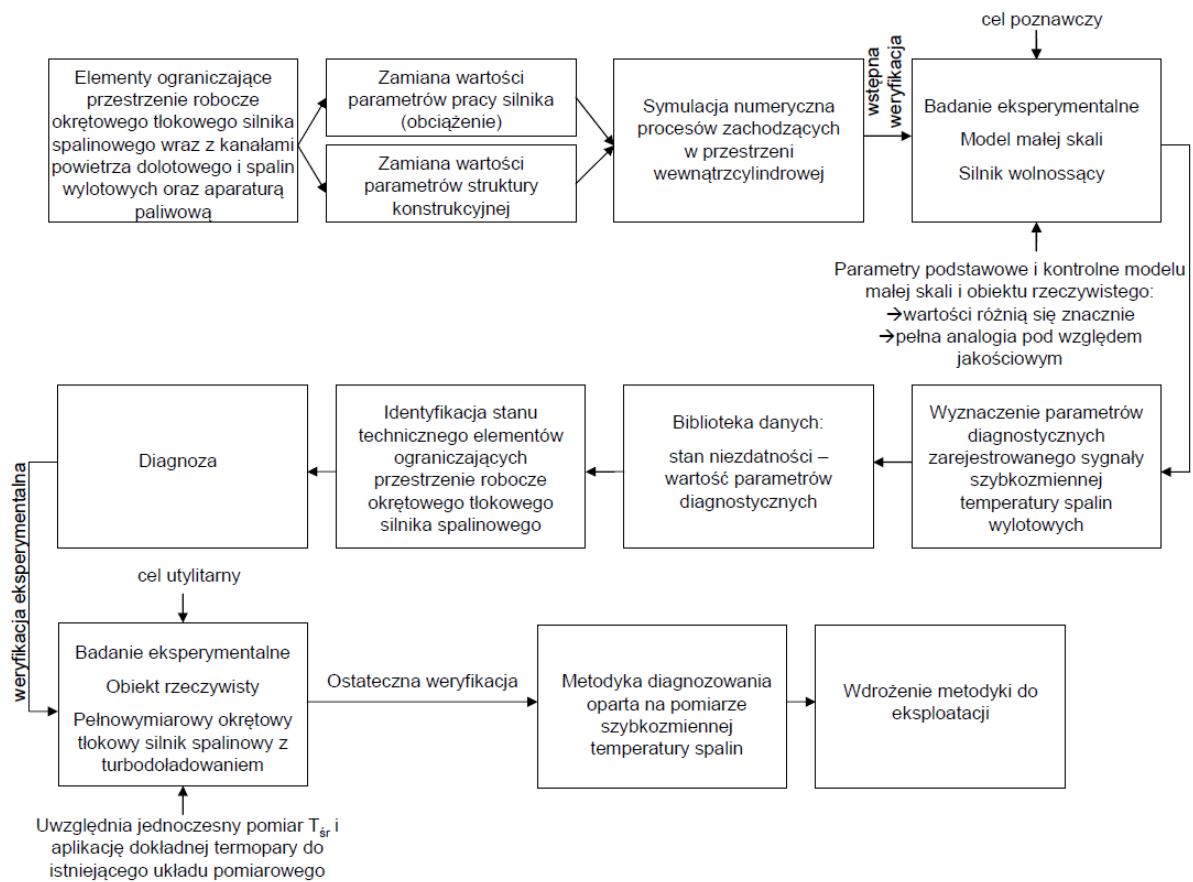 cel poznawczy
Elementy ograniczające
przestrzenie robocze
okrętowego tłokowego silnika
spalinowego wraz z kanałami
powietrza dolotowego i spalin
wylotowych oraz aparaturą
paliwową
Zamiana wartości
parametrów pracy silnika
(obciążenie)
Zamiana wartości
parametrów struktury
konstrukcyjnej
Symulacja numeryczna
procesów zachodzących
w przestrzeni
wewnątrzcylindrowej
wstępna
weryfikacja
Badanie eksperymentalne
Model małej skali
Silnik wolnossący
Parametry podstawowe i kontrolne modelu
małej skali i obiektu rzeczywistego:
→wartości różnią się znacznie
→pełna analogia pod względem
jakościowym
Wyznaczenie parametrów
diagnostycznych
zarejestrowanego sygnały
szybkozmiennej
temperatury spalin
wylotowych
Biblioteka danych:
stan niezdatności –
wartość parametrów
diagnostycznych
Identyfikacja stanu
technicznego elementów
ograniczających
przestrzenie robocze
okrętowego tłokowego
silnika spalinowego
Diagnoza
weryfikacja eksperymentalna
cel utylitarny
Badanie eksperymentalne
Obiekt rzeczywisty
Pełnowymiarowy okrętowy
tłokowy silnik spalinowy z
turbodoładowaniem
Uwzględnia jednoczesny pomiar Tśr i
aplikację dokładnej termopary do
istniejącego układu pomiarowego
Ostateczna weryfikacja
Metodyka diagnozowania
oparta na pomiarze
szybkozmiennej
temperatury spalin
Wdrożenie metodyki do
eksploatacji